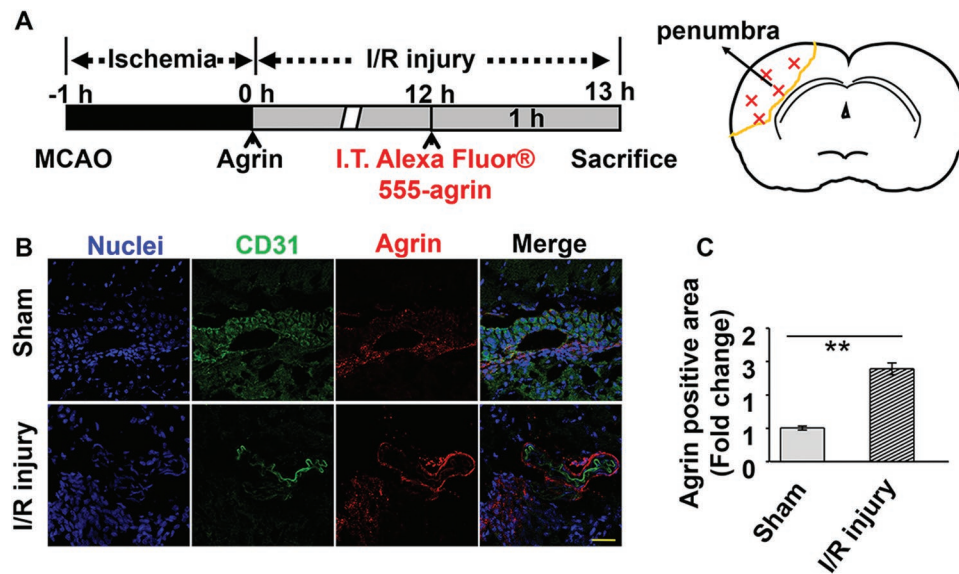 A
Ischemia
I/R injury
penumbra
-1 h
0 h
12 h
13 h
1 h
MCAO
Agrin
I.T. Alexa Fluor®
555-agrin
Sacrifice
B
Nuclei
CD31
Agrin
Merge
Sham
I/R injury
C
Agrin positive area
(Fold change)
2
3
1
1
0
**
Sham
I/R injury